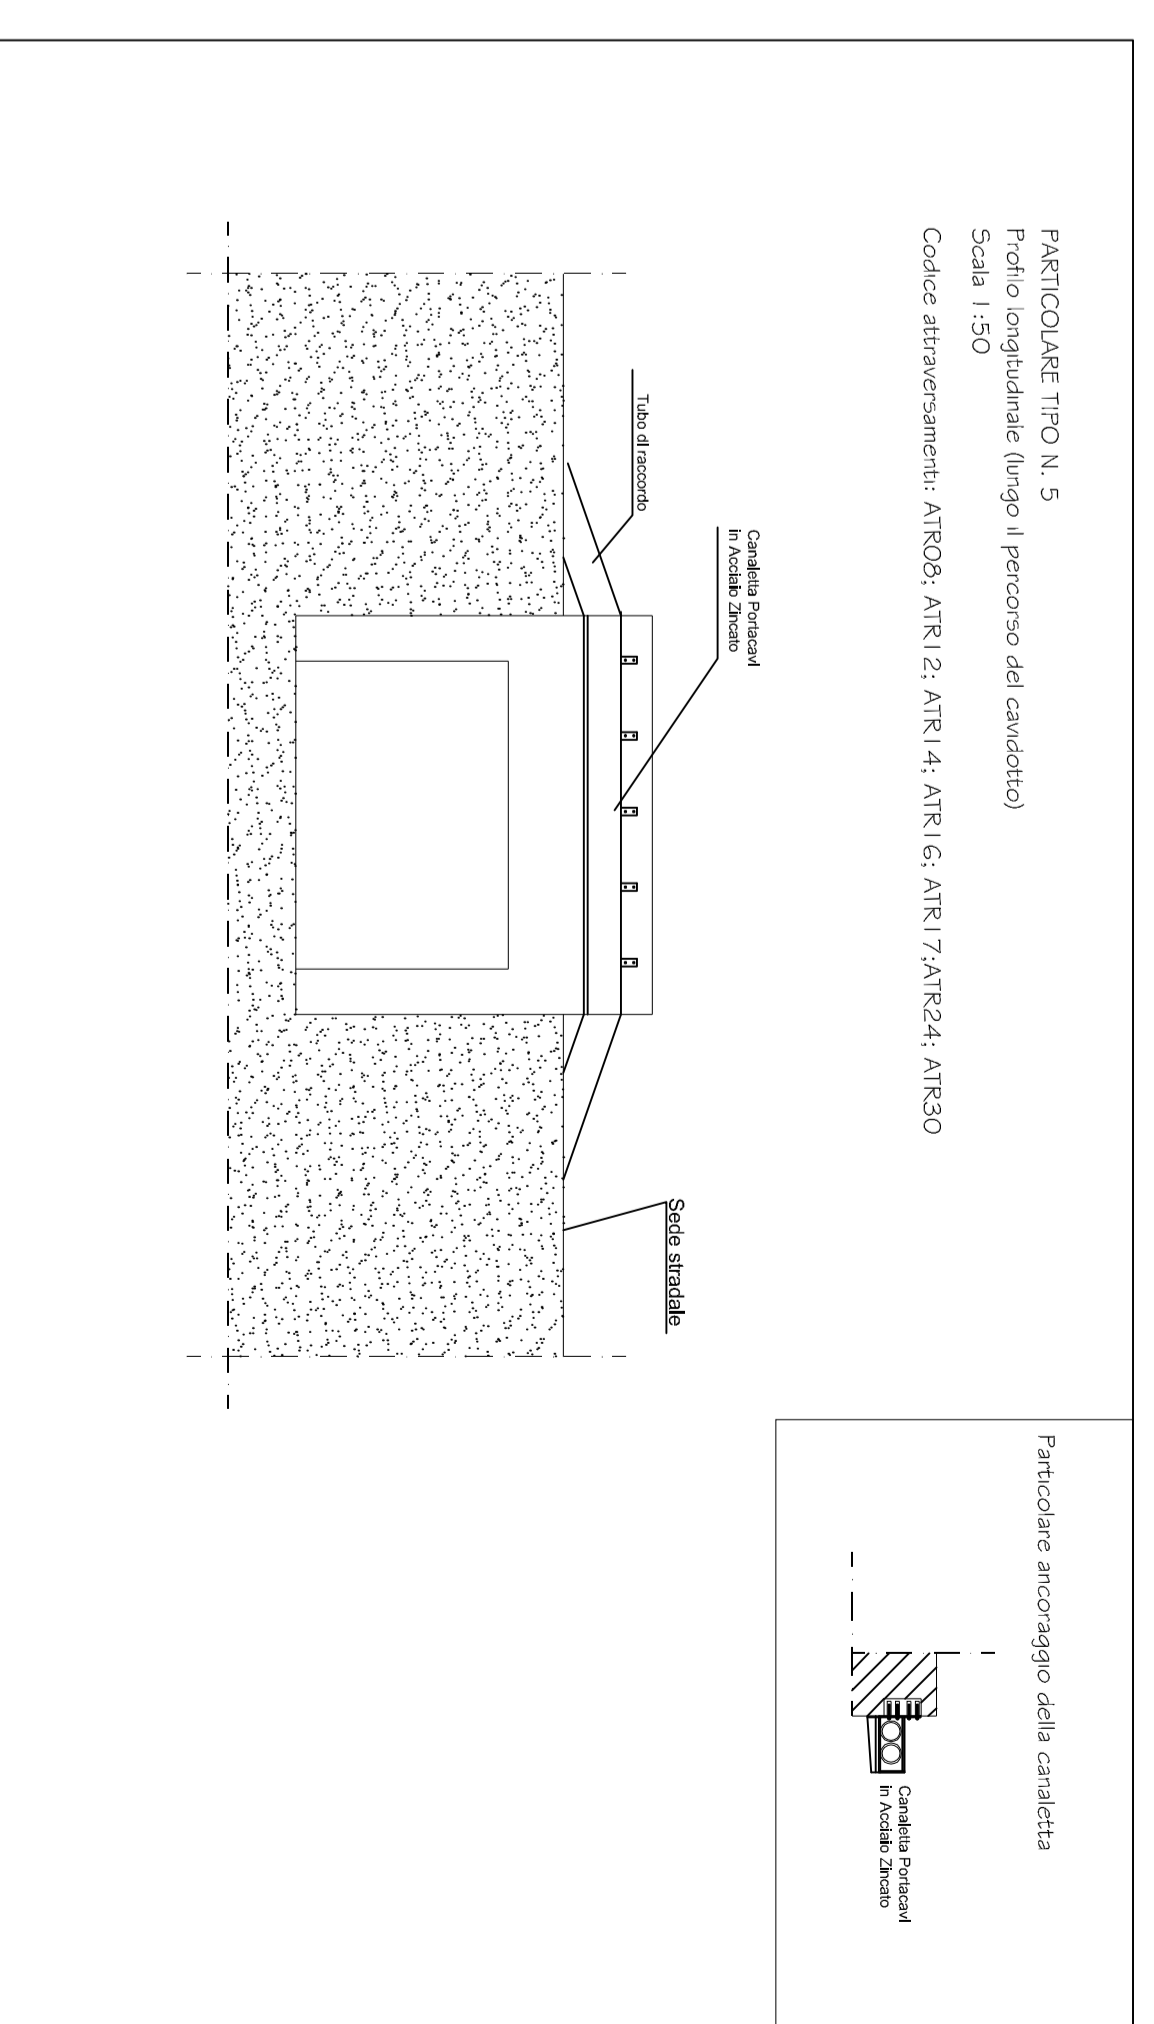 PARTICOLARE TIPO N. 5
Profilo longitudinale (lungo il percorso del cavidotto)
Scala 1:50
Codice attraversamenti: ATR08; ATR12; ATR14; ATR16; ATR17;ATR24; ATR30
Tubo di raccordo
Canaletta Portacavi
in Acciaio Zincato
Sede stradale
Particolare ancoraggio della canaletta
Canaletta Portacavi
in Acciaio Zincato